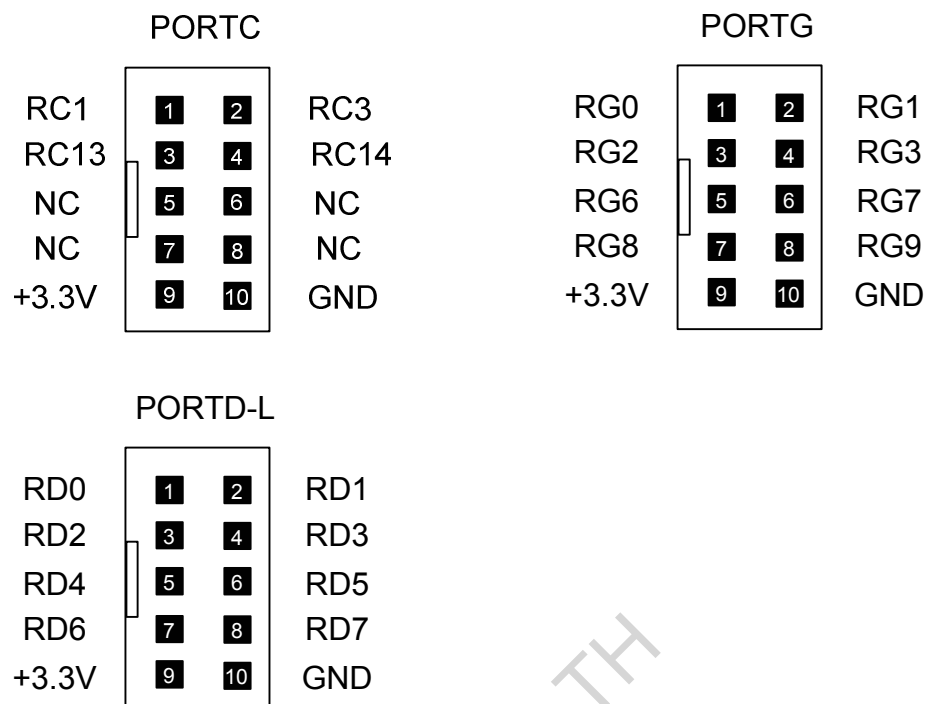 PORTC
RC1 1 2 RC3
RC13 3 4 RC14
NC 5 6 NC
NC 7 8 NC
+3.3V 9 10 GND
PORTG
RG0 1 2 RG1
RG2 3 4 RG3
RG6 5 6 RG7
RG8 7 8 RG9
+3.3V 9 10 GND
PORTD-L
RD0 1 2 RD1
RD2 3 4 RD3
RD4 5 6 RD5
RD6 7 8 RD7
+3.3V 9 10 GND
TH